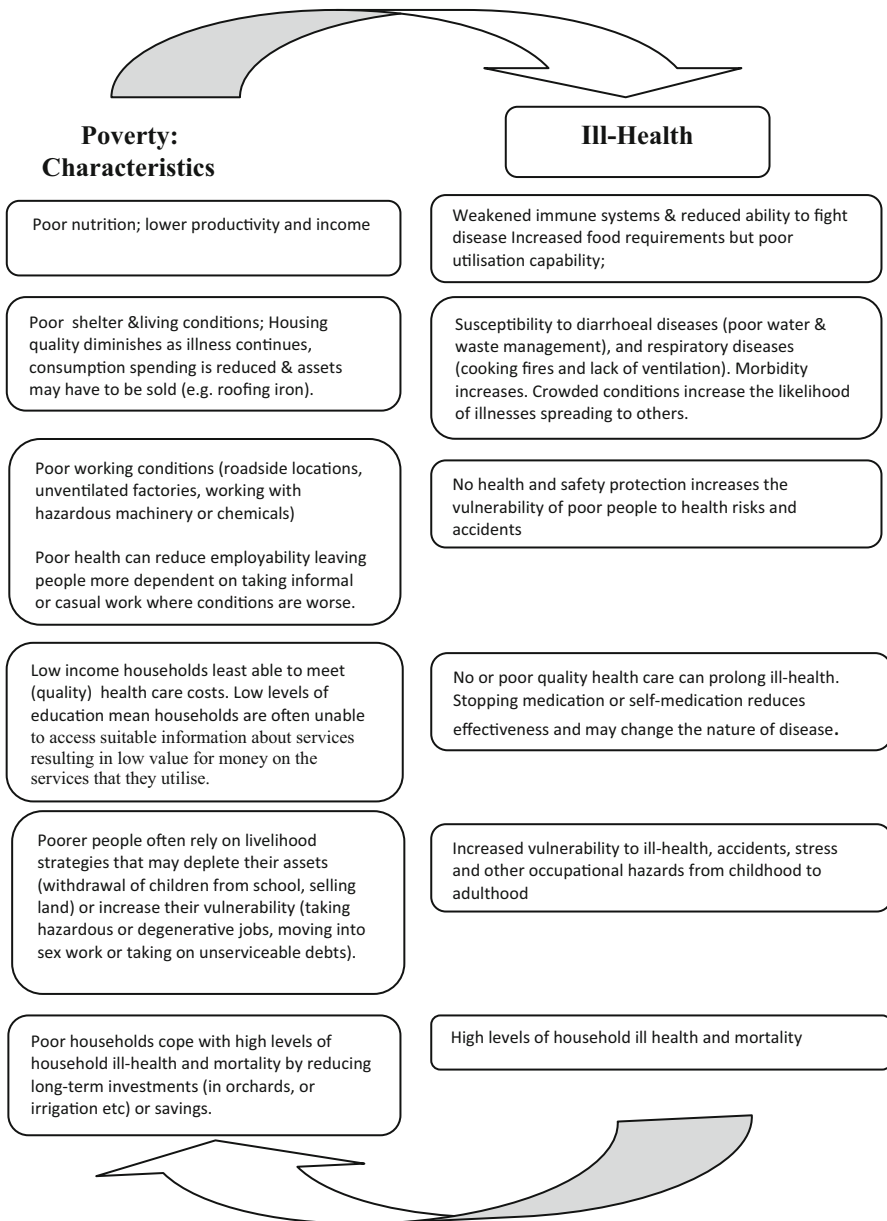 Poverty:
Characteristics
Ill-Health
Poor nutrition; lower productivity and income
Weakened immune systems & reduced ability to fight
disease Increased food requirements but poor
utilisation capability;
Poor shelter &living conditions; Housing
quality diminishes as illness continues,
consumption spending is reduced & assets
may have to be sold (e.g. roofing iron).
Susceptibility to diarrhoeal diseases (poor water &
waste management), and respiratory diseases
(cooking fires and lack of ventilation). Morbidity
increases. Crowded conditions increase the likelihood
of illnesses spreading to others.
Poor working conditions (roadside locations,
unventilated factories, working with
hazardous machinery or chemicals)
Poor health can reduce employability leaving
people more dependent on taking informal
or casual work where conditions are worse.
No health and safety protection increases the
vulnerability of poor people to health risks and
accidents
Low income households least able to meet
(quality) health care costs. Low levels of
education mean households are often unable
to access suitable information about services
resulting in low value for money on the
services that they utilise.
No or poor quality health care can prolong ill-health.
Stopping medication or self-medication reduces
effectiveness and may change the nature of disease.
Poorer people often rely on livelihood
strategies that may deplete their assets
(withdrawal of children from school, selling
land) or increase their vulnerability (taking
hazardous or degenerative jobs, moving into
sex work or taking on unserviceable debts).
Increased vulnerability to ill-health, accidents, stress
and other occupational hazards from childhood to
adulthood
Poor households cope with high levels of
household ill-health and mortality by reducing
long-term investments (in orchards, or
irrigation etc) or savings.
High levels of household ill health and mortality